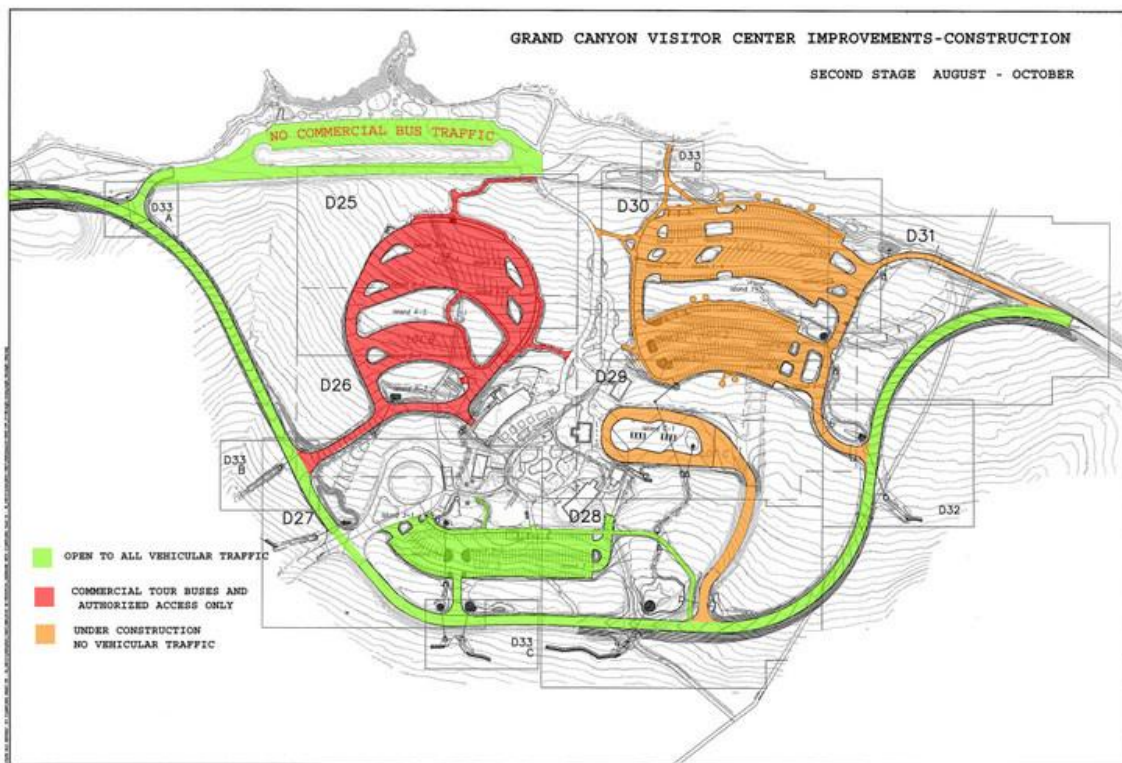 GRAND CANYON VISITOR CENTER IMPROVEMENTS-CONSTRUCTION
SECOND STAGE AUGUST - OCTOBER
NO COMMERCIAL BUS TRAFFIC
D33
D
D33
A
D25
D30
D31
D26
D29
D33
B
D27
D28
D32
OPEN TO ALL VEHICULAR TRAFFIC
COMMERCIAL TOUR BUSES AND
AUTHORIZED ACCESS ONLY
UNDER CONSTRUCTION
NO VEHICULAR TRAFFIC
D33
C